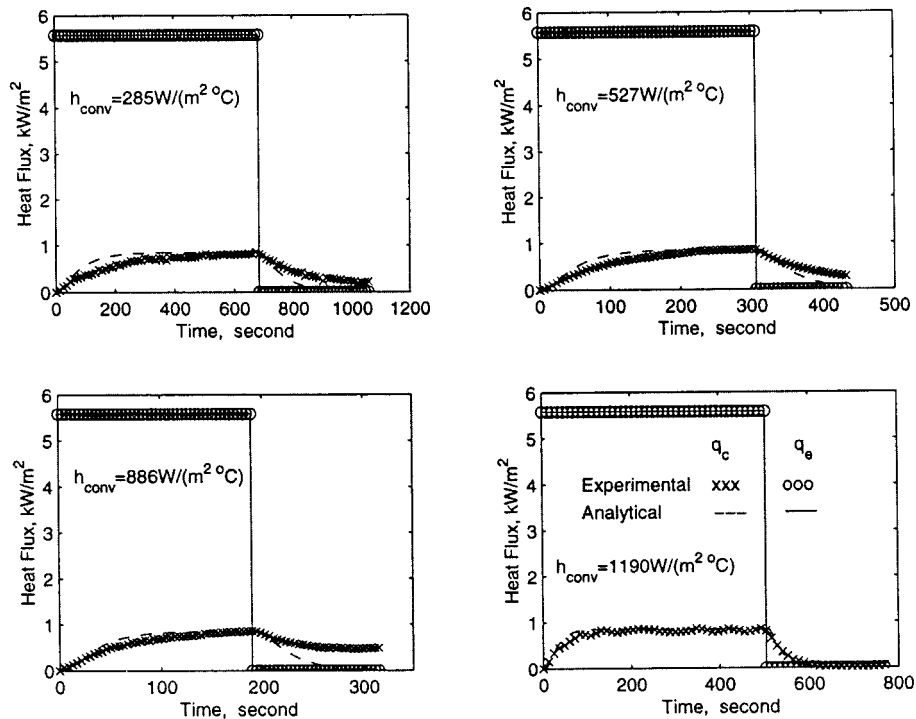 6
5
4
3
2
1
0
Heat Flux, kW/m²
h_conv=285W/(m² °C)
0 200 400 600 800 1000 1200
Time, second
6
5
4
3
2
1
0
Heat Flux, kW/m²
h_conv=527W/(m² °C)
0 100 200 300 400 500
Time, second
6
5
4
3
2
1
0
Heat Flux, kW/m²
h_conv=886W/(m² °C)
0 100 200 300
Time, second
6
5
4
3
2
1
0
Heat Flux, kW/m²
q_c q_e
Experimental xxx ooo
Analytical
h_conv=1190W/(m² °C)
0 200 400 600 800
Time, second